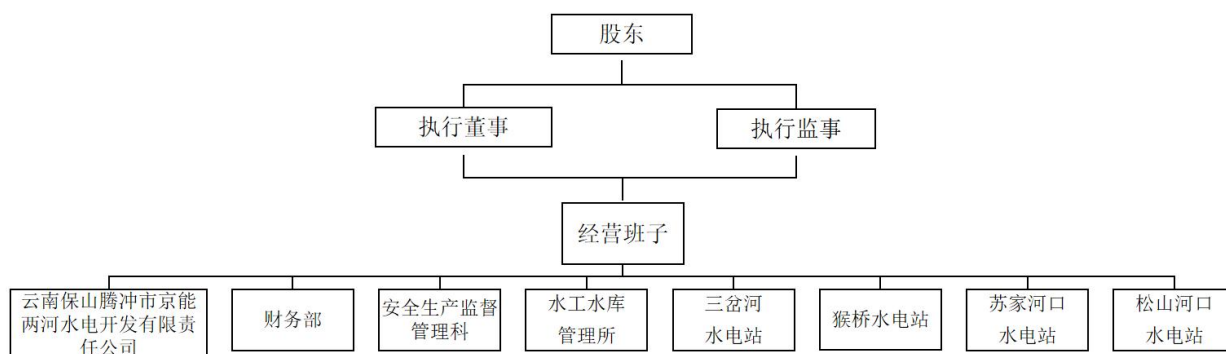 股东
执行董事
执行监事
经营班子
云南保山腾冲市京能
两河水电开发有限责
任公司
财务部
安全生产监督
管理科
水工水库
管理所
三岔河
水电站
猴桥水电站
苏家河口
水电站
松山河口
水电站